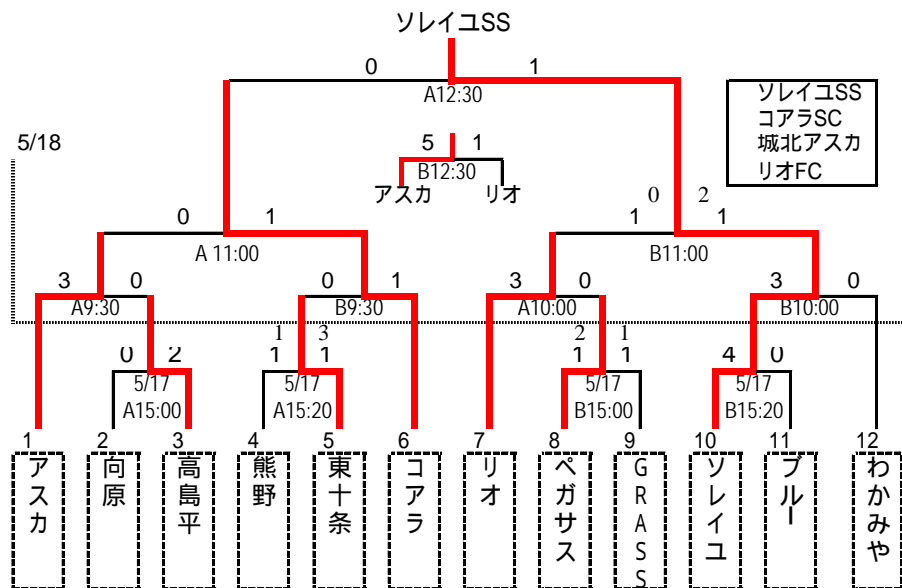 ソレイユSS
0 1
A12:30
ソレイユSS
コアラSC
城北アスカ
リオFC
5/18
5 1
B12:30
アスカ リオ
0 2
0 1 1 1
A 11:00 B11:00
3 0 0 1 3 0 3 0
A9:30 B9:30 A10:00 B10:00
1 3 2 1
0 2 1 1 1 1 4 0
5/17 5/17 5/17 5/17
A15:00 A15:20 B15:00 B15:20
1 2 3 4 5 6 7 8 9 10 11 12
アスカ
向原
高島平
熊野
東十条
コアラ
リオ
ペガサス
GRASS
ソレイユ
ブルー
わかみや